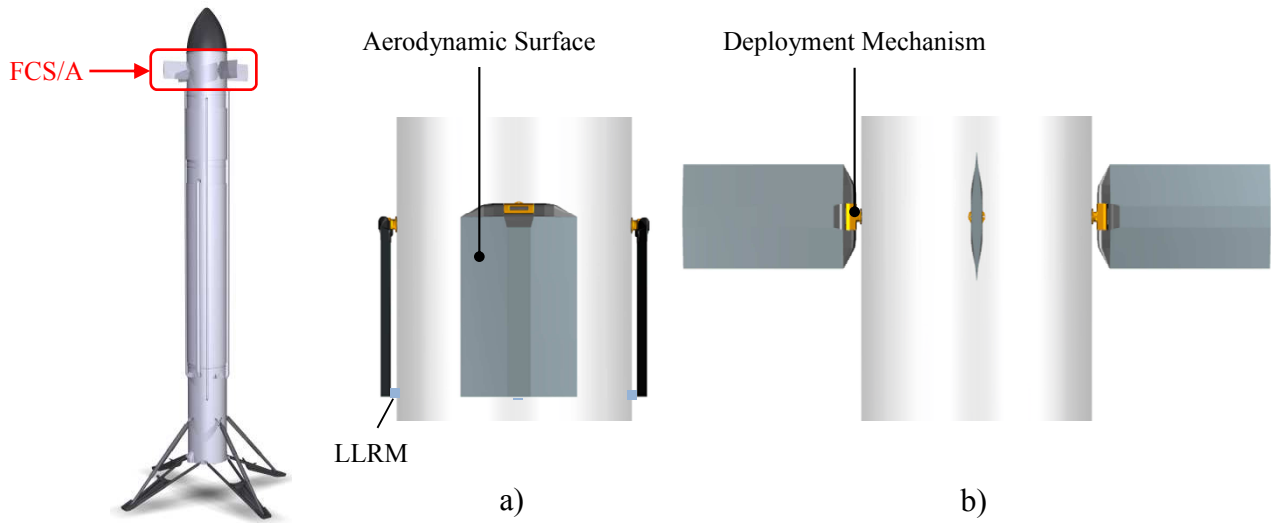 Aerodynamic Surface
Deployment Mechanism
FCS/A
LLRM
a)
b)